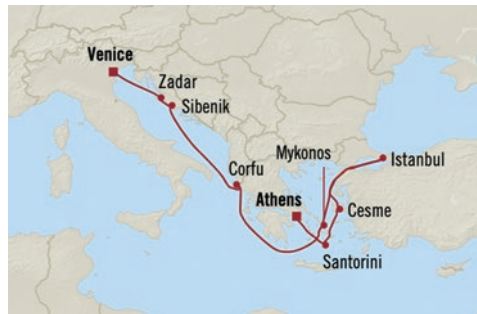 Venice
Zadar
Sibenik
Corfu
Mykonos
Istanbul
Athens
Cesme
Santorini